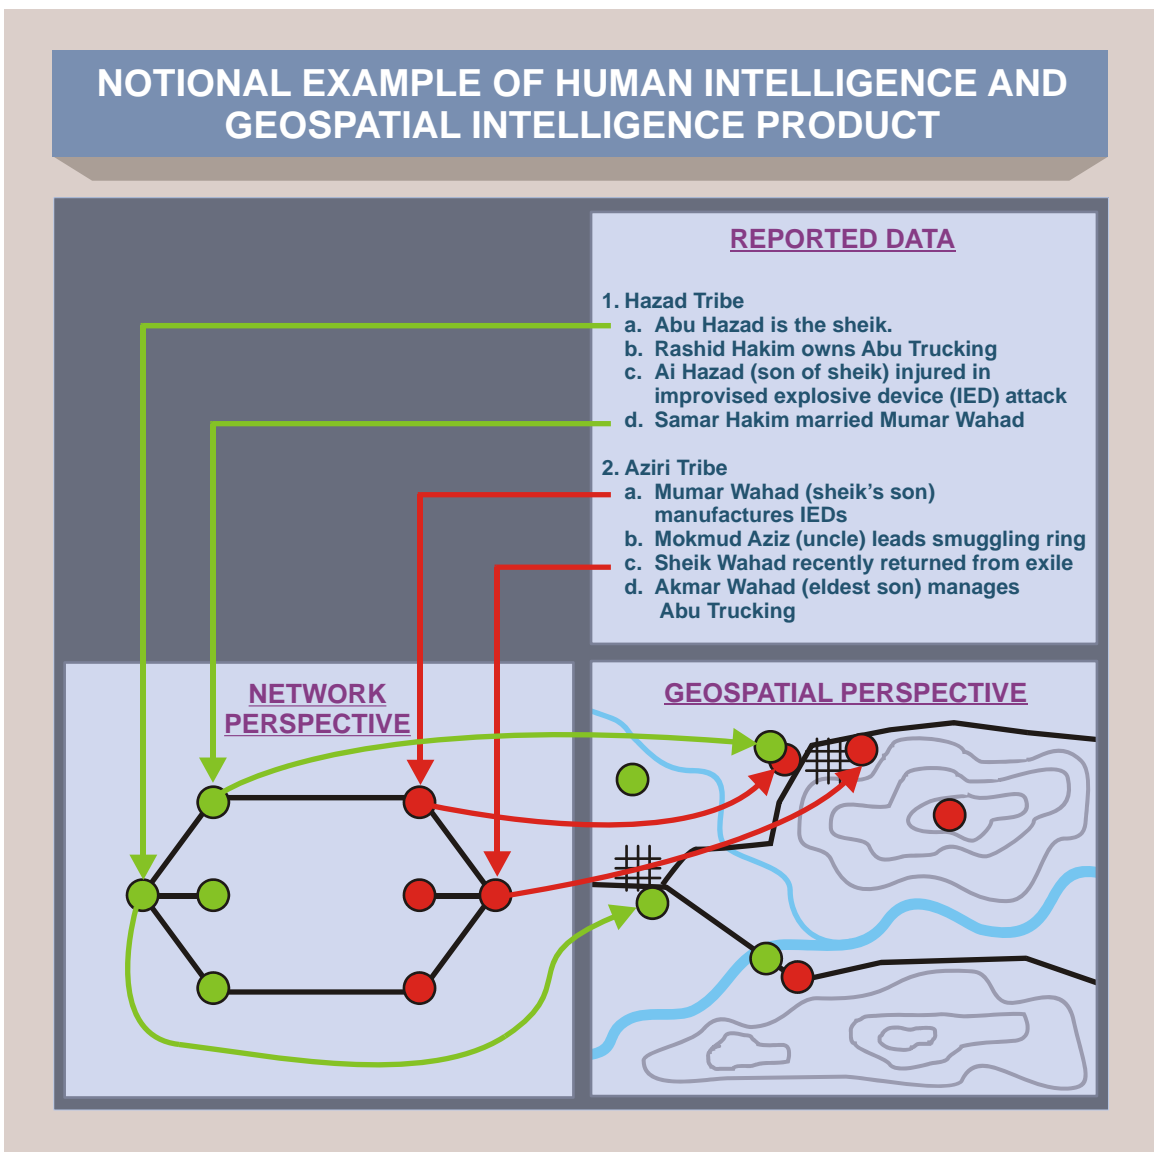 NOTIONAL EXAMPLE OF HUMAN INTELLIGENCE AND
GEOSPATIAL INTELLIGENCE PRODUCT
REPORTED DATA
1. Hazad Tribe
a. Abu Hazad is the sheik.
b. Rashid Hakim owns Abu Trucking
c. Ai Hazad (son of sheik) injured in
improvised explosive device (IED) attack
d. Samar Hakim married Mumar Wahad
2. Aziri Tribe
a. Mumar Wahad (sheik’s son)
manufactures IEDs
b. Mokmud Aziz (uncle) leads smuggling ring
c. Sheik Wahad recently returned from exile
d. Akmar Wahad (eldest son) manages
Abu Trucking
NETWORK
PERSPECTIVE
GEOSPATIAL PERSPECTIVE